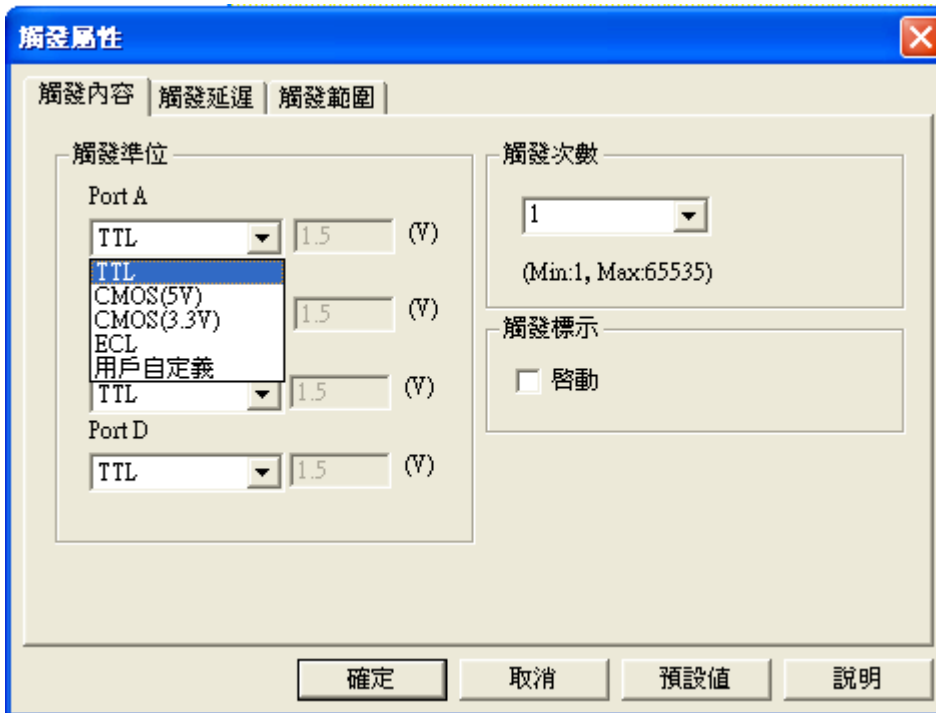 觸發屬性
觸發內容 觸發延遲 觸發範圍
觸發準位
Port A
TTL 1.5 (V)
TTL
CMOS(5V)
CMOS(3.3V)
ECL
用戶自定義
1.5 (V)
TTL 1.5 (V)
Port D
TTL 1.5 (V)
觸發次數
1
(Min:1, Max:65535)
觸發標示
啓動
確定 取消 預設值 說明